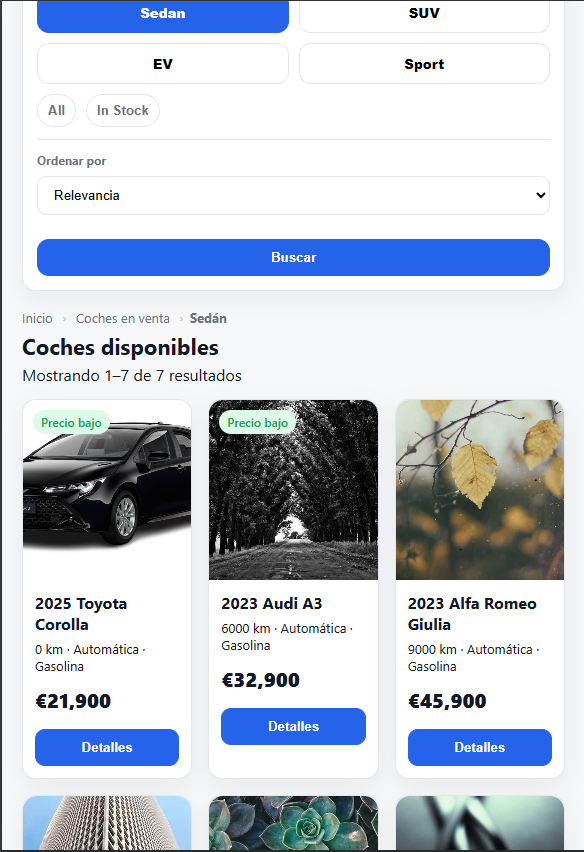 Sedan
SUV
EV
Sport
All
In Stock
Ordenar por
Relevancia
Buscar
Inicio › Coches en venta › Sedán
Coches disponibles
Mostrando 1–7 de 7 resultados
Precio bajo
2025 Toyota
Corolla
0 km · Automática ·
Gasolina
€21,900
Detalles
Precio bajo
2023 Audi A3
6000 km · Automática ·
Gasolina
€32,900
Detalles
2023 Alfa Romeo
Giulia
9000 km · Automática ·
Gasolina
€45,900
Detalles